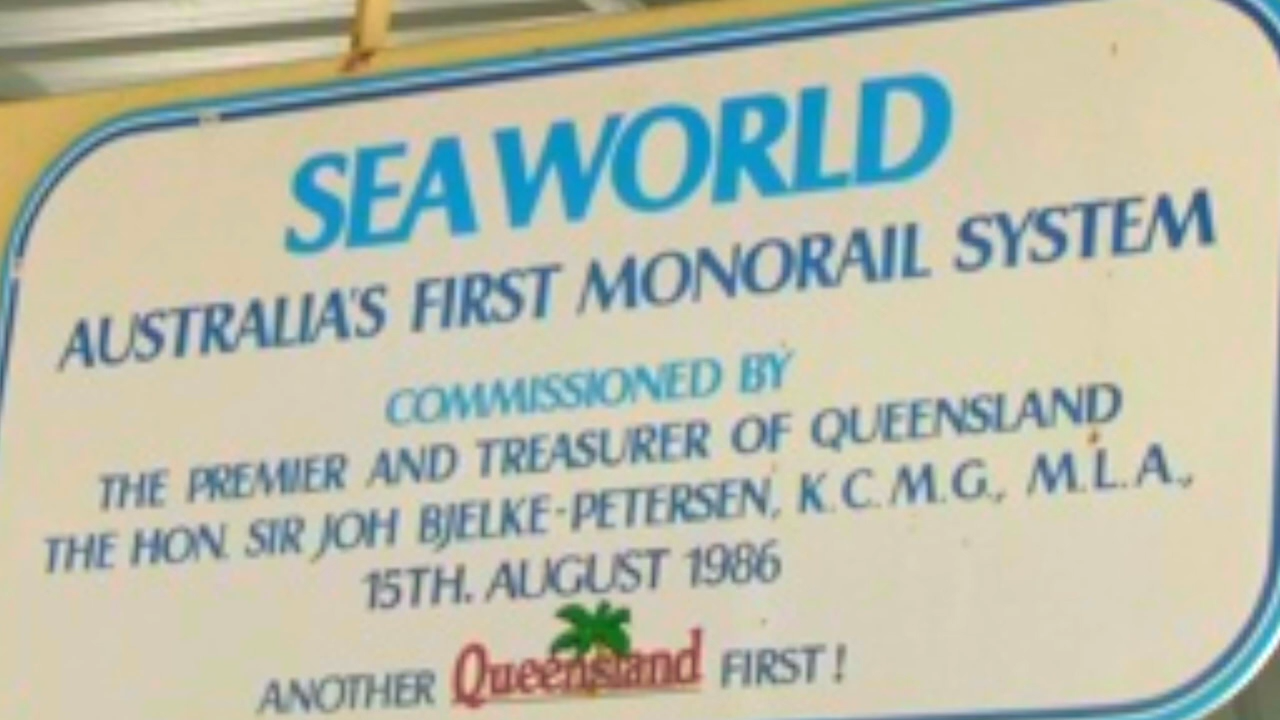 SEA WORLD
AUSTRALIA'S FIRST MONORAIL SYSTEM
COMMISSIONED BY
THE PREMIER AND TREASURER OF QUEENSLAND
THE HON. SIR JOH BJELKE-PETERSEN, K.C.M.G., M.L.A.,
15TH. AUGUST 1986
ANOTHER Queensland FIRST!